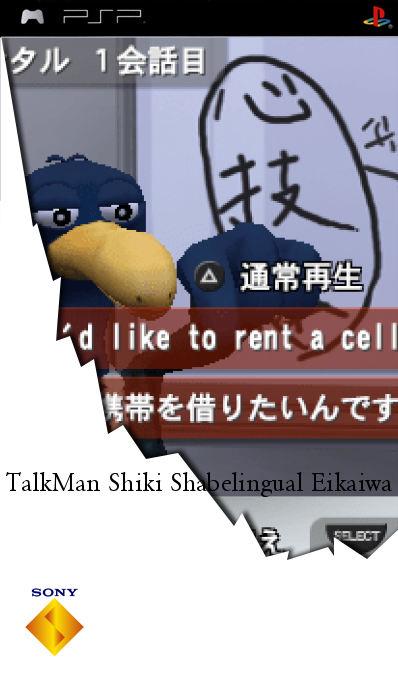 PSP
タル 1会話目
心
技
通常再生
'd like to rent a cell
携帯を借りたいんです
TalkMan Shiki Shabelingual Eikaiwa
え
SELECT
SONY